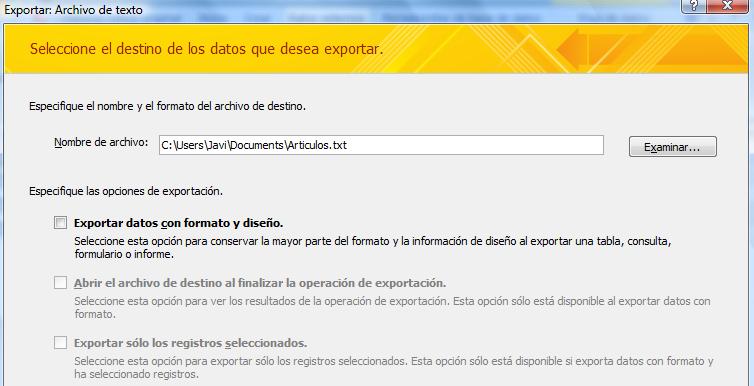 Exportar: Archivo de texto
Seleccione el destino de los datos que desea exportar.
Especifique el nombre y el formato del archivo de destino.
Nombre de archivo: C:\Users\Javi\Documents\Articulos.txt Examinar...
Especifique las opciones de exportación.
Exportar datos con formato y diseño.
Seleccione esta opción para conservar la mayor parte del formato y la información de diseño al exportar una tabla, consulta,
formulario o informe.
Abrir el archivo de destino al finalizar la operación de exportación.
Seleccione esta opción para ver los resultados de la operación de exportación. Esta opción sólo está disponible al exportar datos con
formato.
Exportar sólo los registros seleccionados.
Seleccione esta opción para exportar sólo los registros seleccionados. Esta opción sólo está disponible si exporta datos con formato y
ha seleccionado registros.